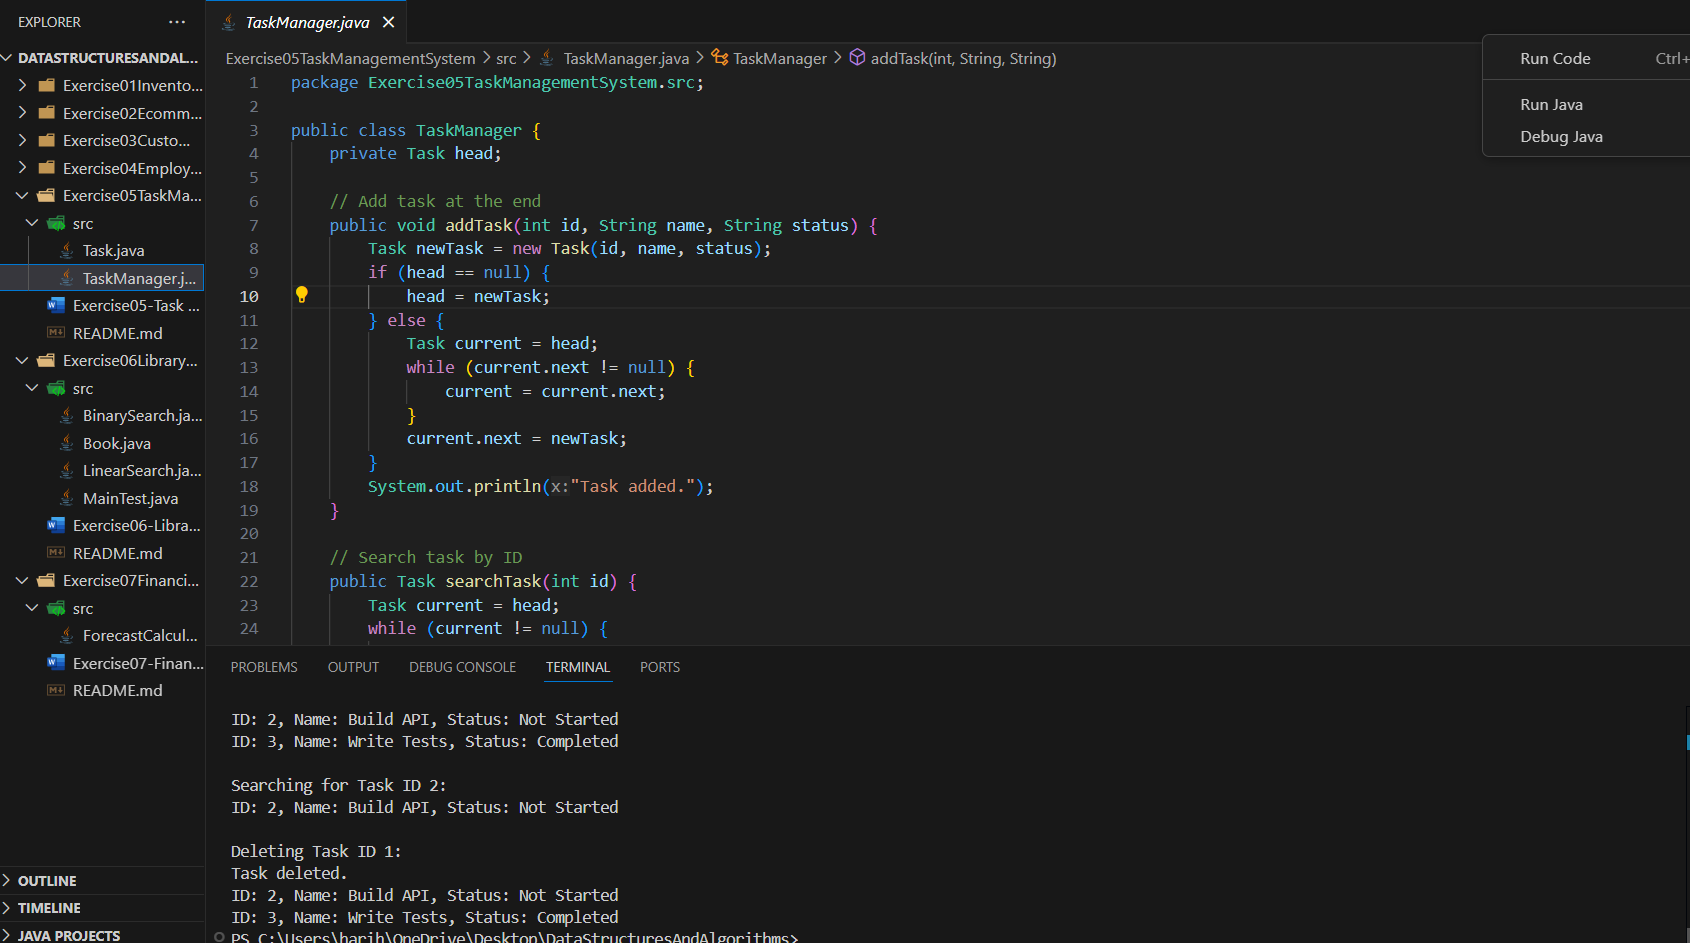 EXPLORER
···
DATASTRUCTURESANDAL...
Exercise01Invento...
Exercise02Ecomm...
Exercise03Custo...
Exercise04Employ...
Exercise05TaskMa...
src
Task.java
TaskManager.j...
Exercise05-Task ...
README.md
Exercise06Library...
src
BinarySearch.ja...
Book.java
LinearSearch.ja...
MainTest.java
Exercise06-Libra...
README.md
Exercise07Financi...
src
ForecastCalcul...
Exercise07-Finan...
README.md
OUTLINE
TIMELINE
JAVA PROJECTS
TaskManager.java
Exercise05TaskManagementSystem > src > TaskManager.java > TaskManager > addTask(int, String, String)
Run Code Ctrl+
Run Java
Debug Java
1 package Exercise05TaskManagementSystem.src;
2
3 public class TaskManager {
4 private Task head;
5
6 // Add task at the end
7 public void addTask(int id, String name, String status) {
8 Task newTask = new Task(id, name, status);
9 if (head == null) {
10 head = newTask;
11 } else {
12 Task current = head;
13 while (current.next != null) {
14 current = current.next;
15 }
16 current.next = newTask;
17 }
18 System.out.println(x:"Task added.");
19 }
20
21 // Search task by ID
22 public Task searchTask(int id) {
23 Task current = head;
24 while (current != null) {
PROBLEMS OUTPUT DEBUG CONSOLE TERMINAL PORTS
ID: 2, Name: Build API, Status: Not Started
ID: 3, Name: Write Tests, Status: Completed
Searching for Task ID 2:
ID: 2, Name: Build API, Status: Not Started
Deleting Task ID 1:
Task deleted.
ID: 2, Name: Build API, Status: Not Started
ID: 3, Name: Write Tests, Status: Completed
PS C:\Users\harih\OneDrive\Desktop\DataStructuresAndAlgorithms>